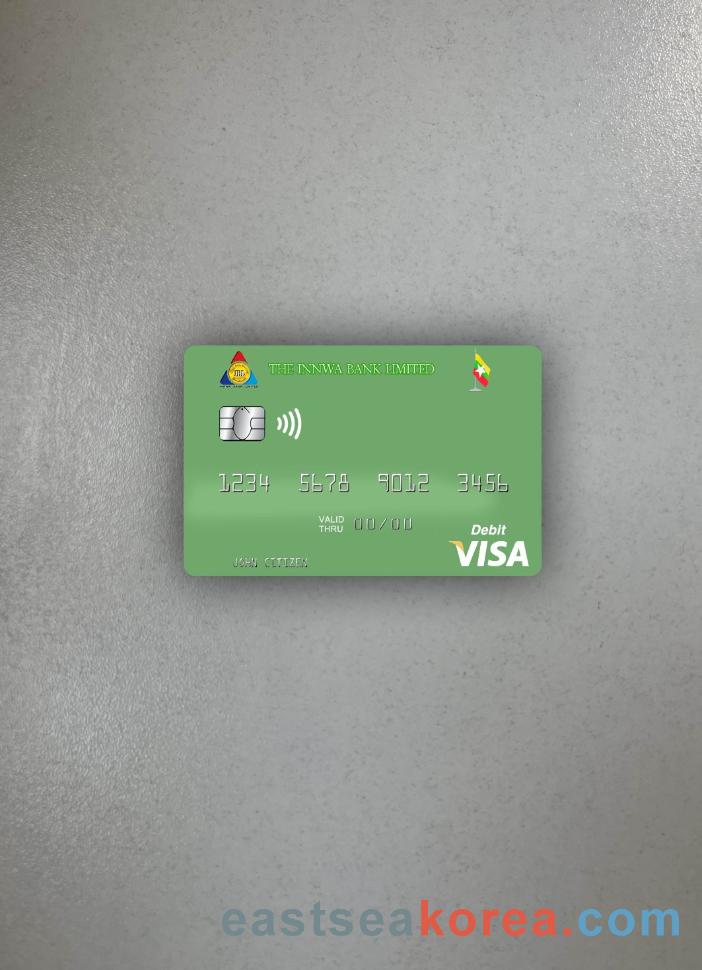 THE INNWA BANK LIMITED
1234 5678 9012 3456
VALID THRU 00/00
JOHN CITIZEN
Debit
VISA
eastseakorea.com